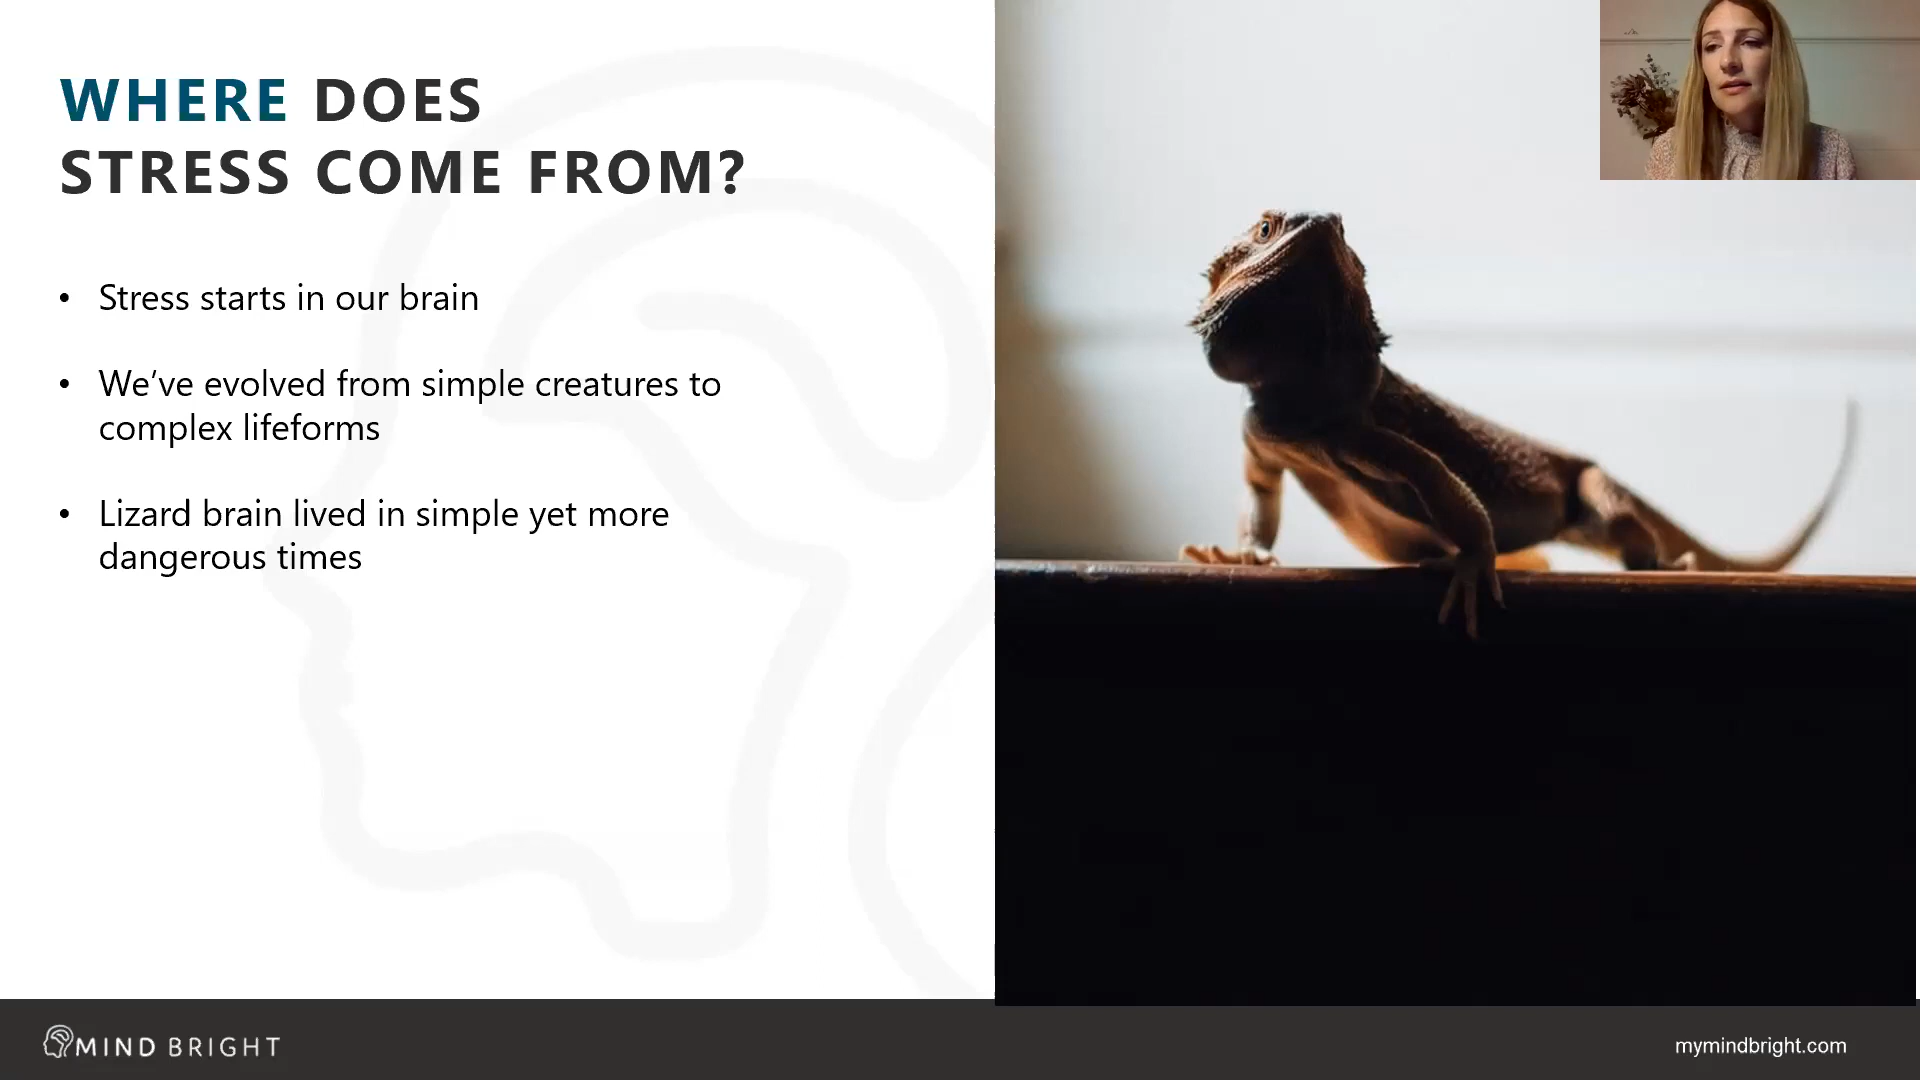 WHERE DOES
STRESS COME FROM?
• Stress starts in our brain
• We’ve evolved from simple creatures to
complex lifeforms
• Lizard brain lived in simple yet more
dangerous times
MIND BRIGHT
mymindbright.com